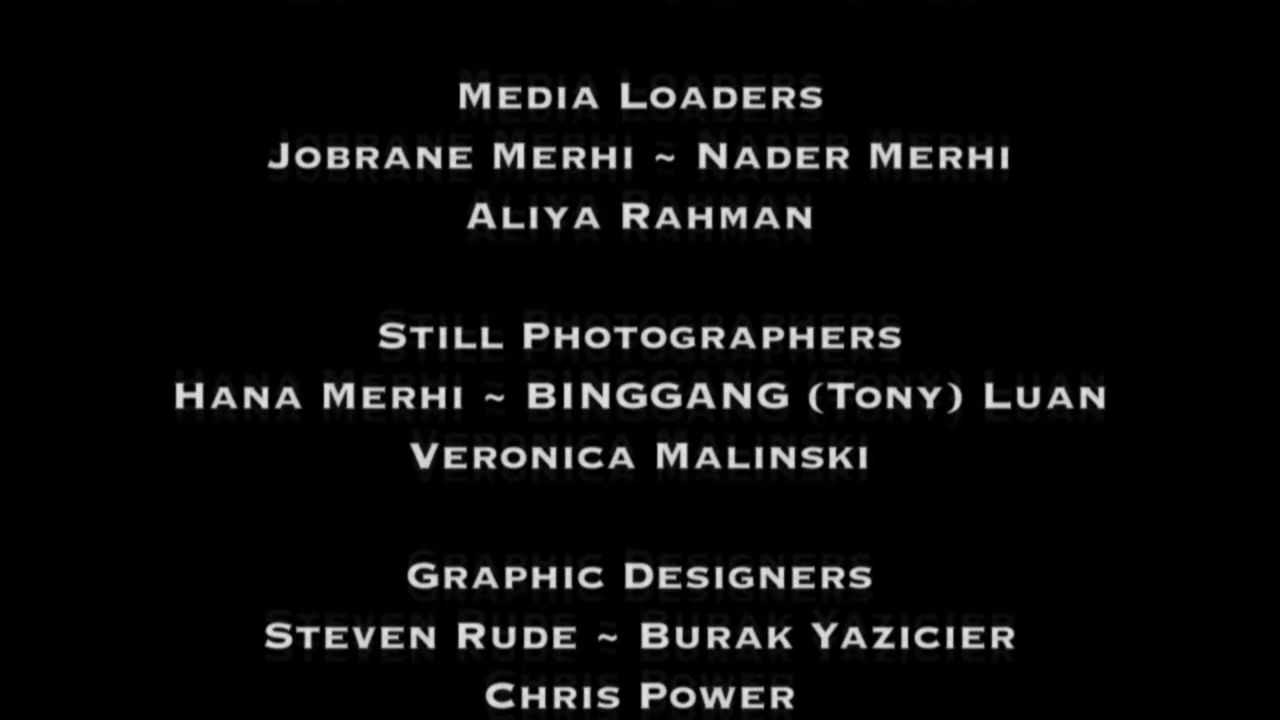 Media Loaders
Jobrane Merhi ~ Nader Merhi
Aliya Rahman
Still Photographers
Hana Merhi ~ BINGGANG (Tony) Luan
Veronica Malinski
Graphic Designers
Steven Rude ~ Burak Yazicier
Chris Power